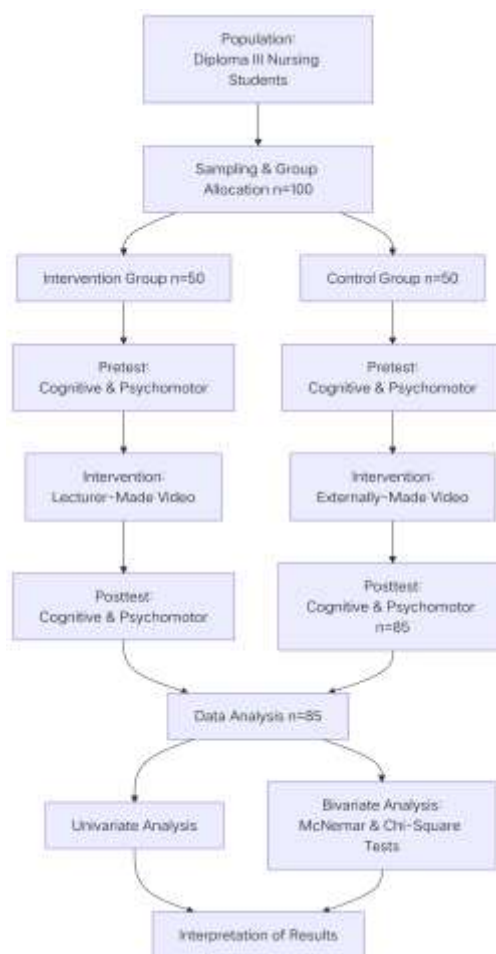 Population:
Diploma III Nursing
Students
Sampling & Group
Allocation n=100
Intervention Group n=50
Control Group n=50
Pretest:
Cognitive & Psychomotor
Pretest:
Cognitive & Psychomotor
Intervention:
Lecturer-Made Video
Intervention:
Externally-Made Video
Posttest:
Cognitive & Psychomotor
Posttest:
Cognitive & Psychomotor
n=85
Data Analysis n=85
Univariate Analysis
Bivariate Analysis:
McNemar & Chi-Square
Tests
Interpretation of Results